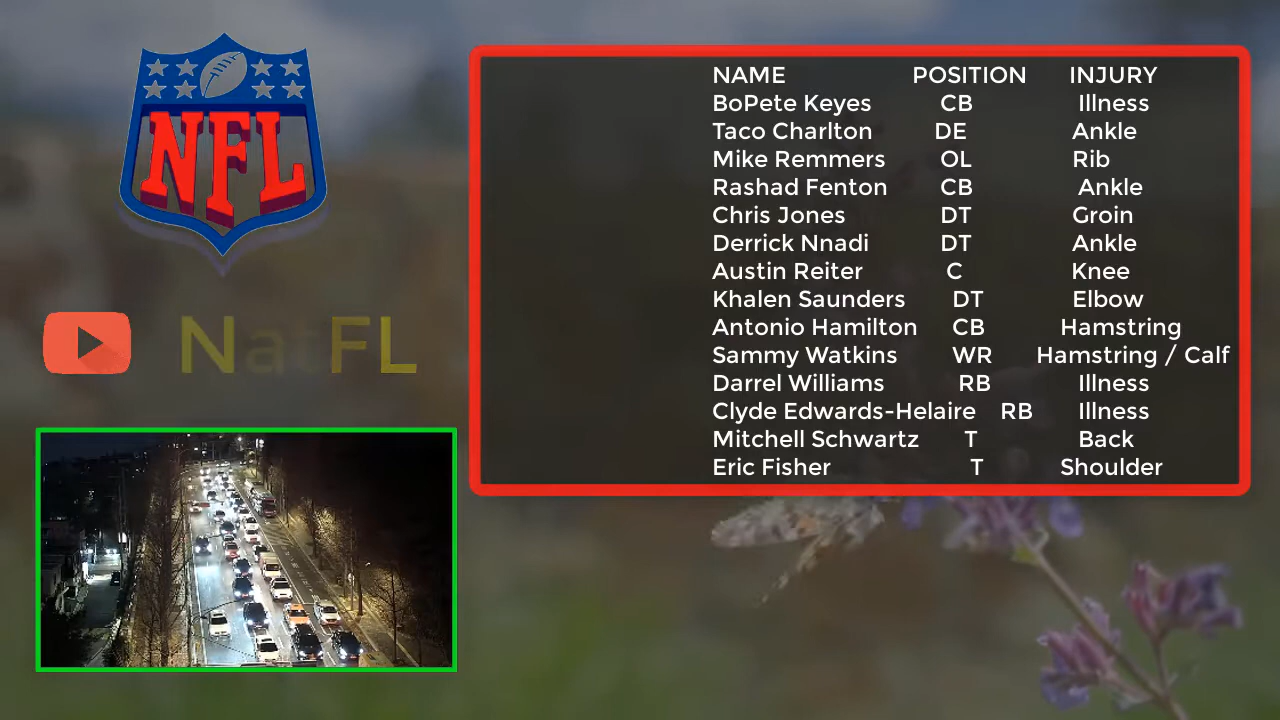 NFL
NatFL
NAME POSITION INJURY
BoPete Keyes CB Illness
Taco Charlton DE Ankle
Mike Remmers OL Rib
Rashad Fenton CB Ankle
Chris Jones DT Groin
Derrick Nnadi DT Ankle
Austin Reiter C Knee
Khalen Saunders DT Elbow
Antonio Hamilton CB Hamstring
Sammy Watkins WR Hamstring / Calf
Darrel Williams RB Illness
Clyde Edwards-Helaire RB Illness
Mitchell Schwartz T Back
Eric Fisher T Shoulder